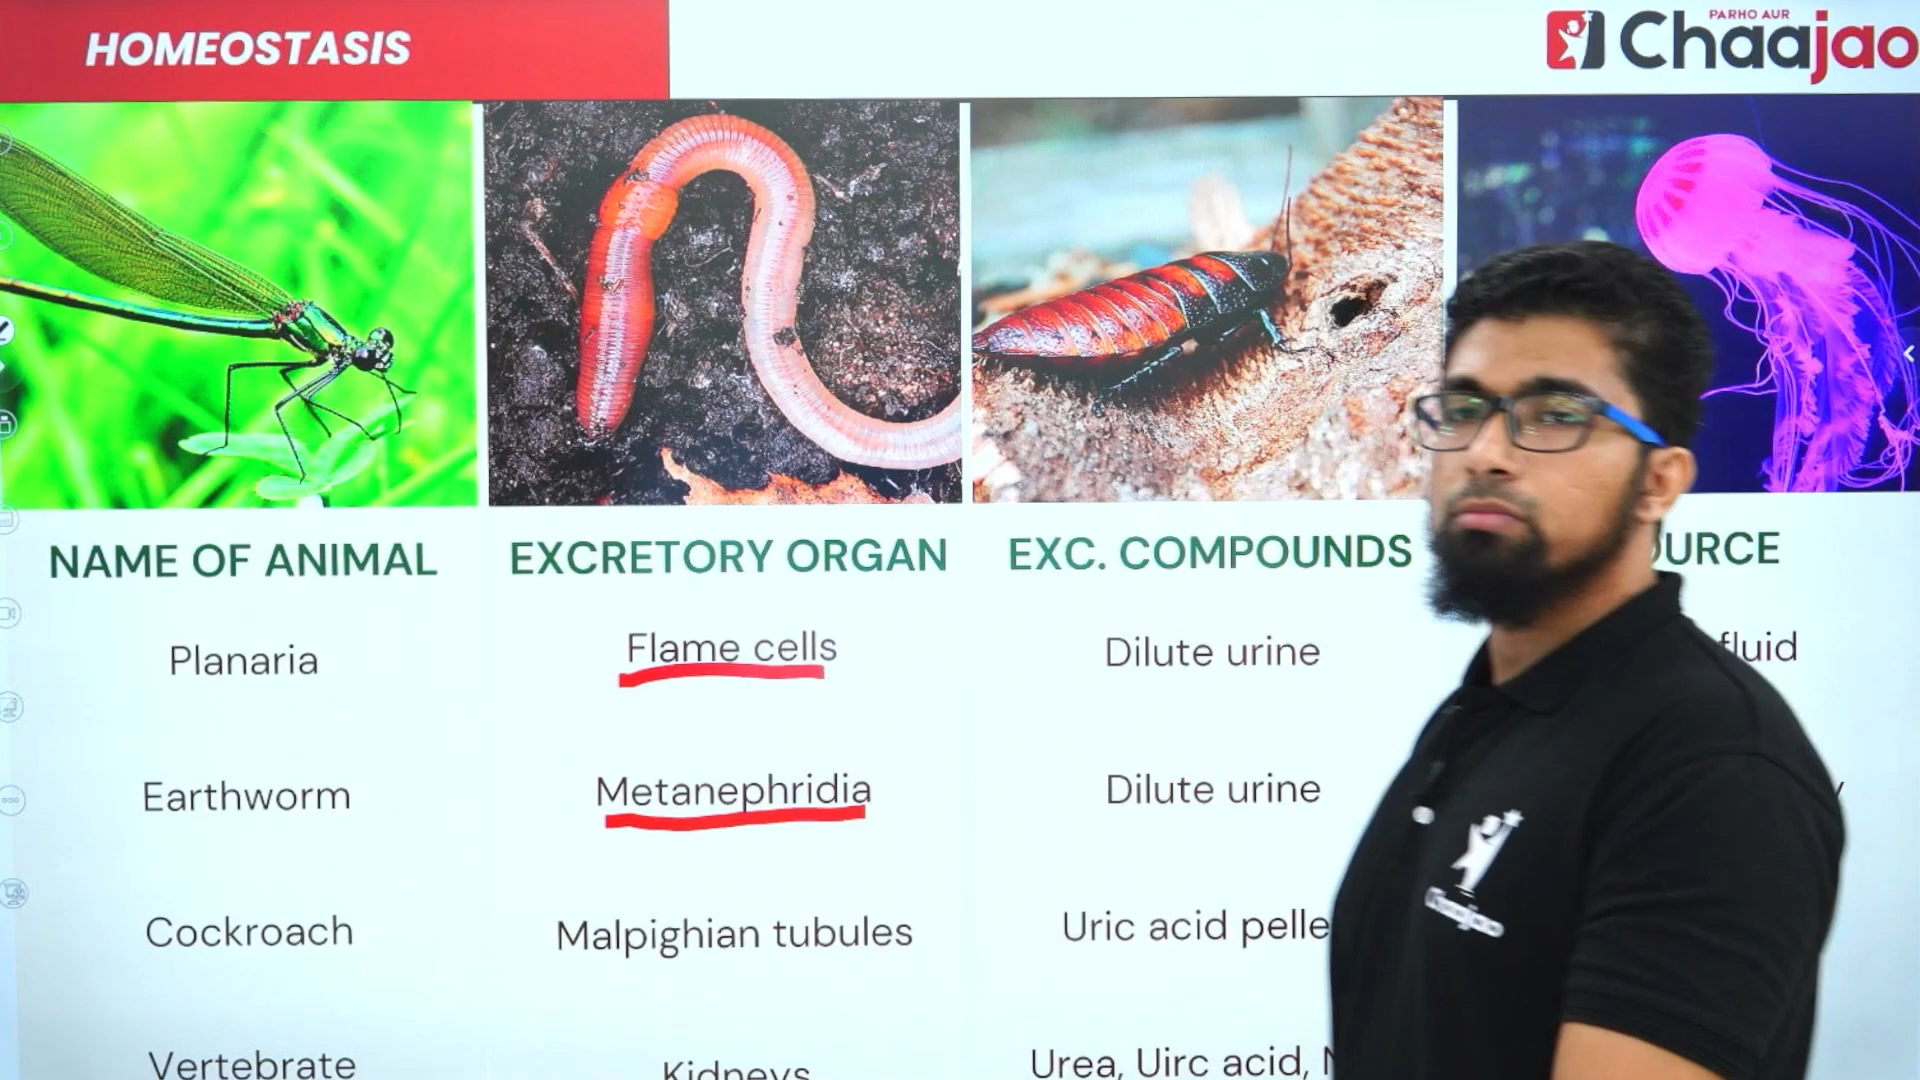 HOMEOSTASIS
PARHO AUR
Chaajao
NAME OF ANIMAL EXCRETORY ORGAN EXC. COMPOUNDS URCE
Planaria Flame cells Dilute urine fluid
Earthworm Metanephridia Dilute urine y
Cockroach Malpighian tubules Uric acid pelle
Vertebrate Kidneys Urea, Uirc acid, N
Chaajao